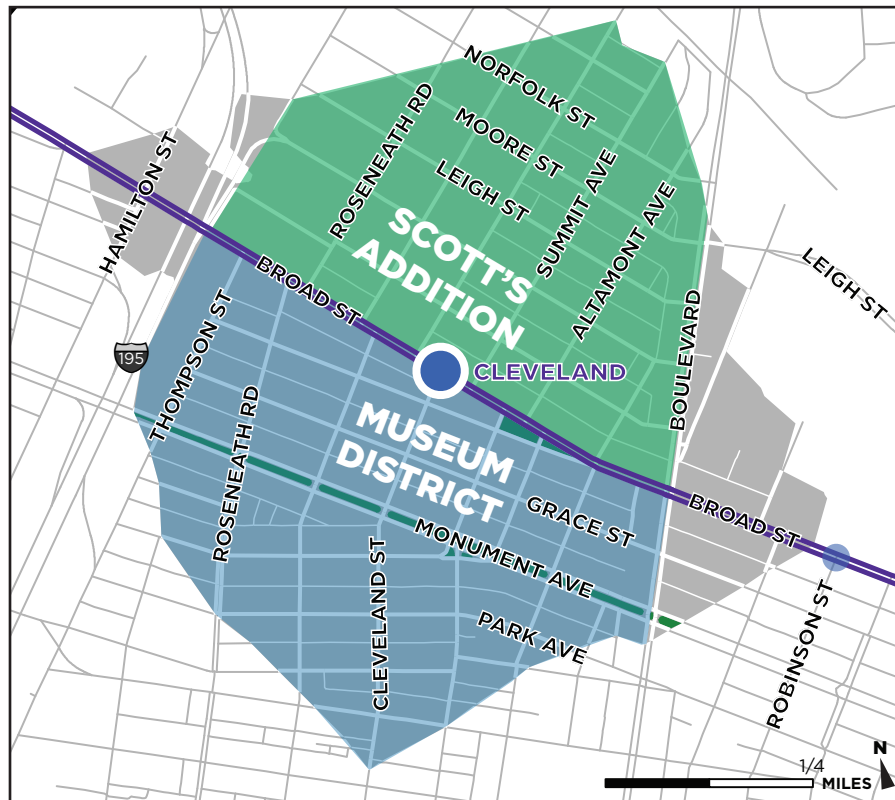 NORFOLK ST
MOORE ST
LEIGH ST
ROSENEATH RD
SUMMIT AVE
ALTAMONT AVE
HAMILTON ST
SCOTT'S
ADDITION
LEIGH ST
BROAD ST
BOULEVARD
THOMPSON ST
195
CLEVELAND
ROSENEATH RD
MUSEUM
DISTRICT
GRACE ST
BROAD ST
MONUMENT AVE
CLEVELAND ST
PARK AVE
ROBINSON ST
N
1/4
MILES